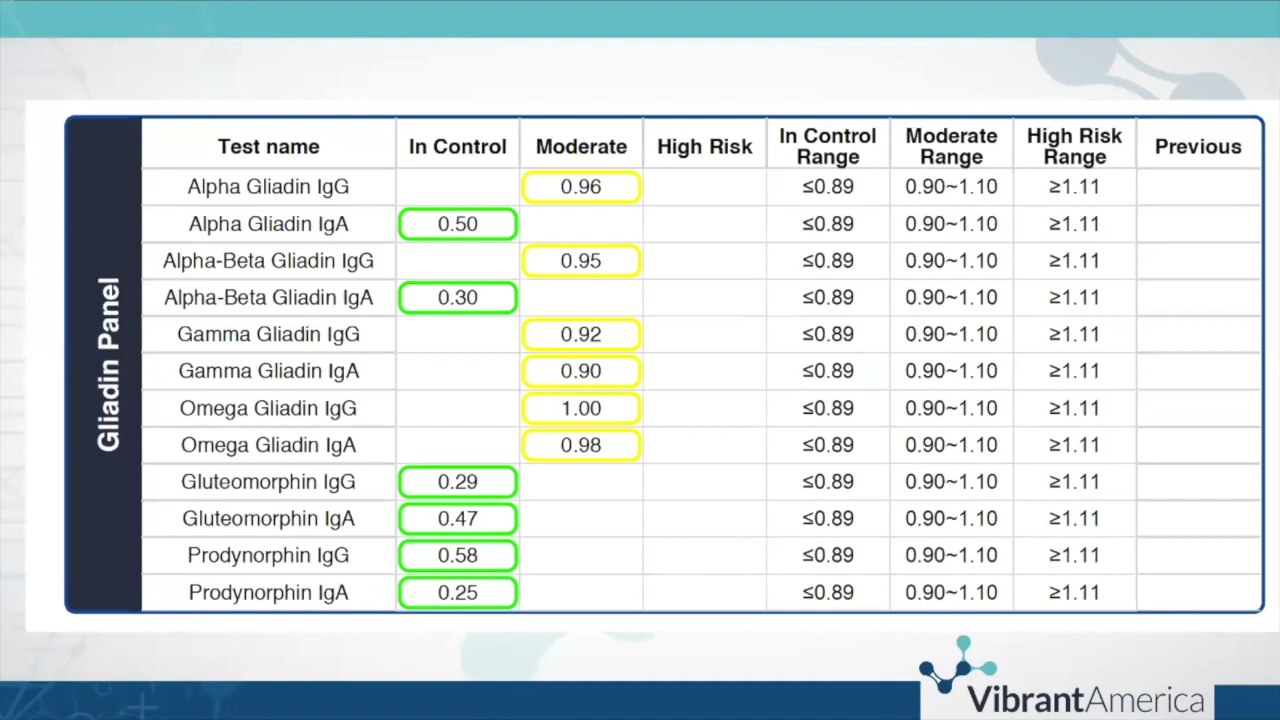 Gliadin Panel
Test name In Control Moderate High Risk In Control Range Moderate Range High Risk Range Previous
Alpha Gliadin IgG 0.96 ≤0.89 0.90~1.10 ≥1.11
Alpha Gliadin IgA 0.50 ≤0.89 0.90~1.10 ≥1.11
Alpha-Beta Gliadin IgG 0.95 ≤0.89 0.90~1.10 ≥1.11
Alpha-Beta Gliadin IgA 0.30 ≤0.89 0.90~1.10 ≥1.11
Gamma Gliadin IgG 0.92 ≤0.89 0.90~1.10 ≥1.11
Gamma Gliadin IgA 0.90 ≤0.89 0.90~1.10 ≥1.11
Omega Gliadin IgG 1.00 ≤0.89 0.90~1.10 ≥1.11
Omega Gliadin IgA 0.98 ≤0.89 0.90~1.10 ≥1.11
Gluteomorphin IgG 0.29 ≤0.89 0.90~1.10 ≥1.11
Gluteomorphin IgA 0.47 ≤0.89 0.90~1.10 ≥1.11
Prodynorphin IgG 0.58 ≤0.89 0.90~1.10 ≥1.11
Prodynorphin IgA 0.25 ≤0.89 0.90~1.10 ≥1.11
VibrantAmerica